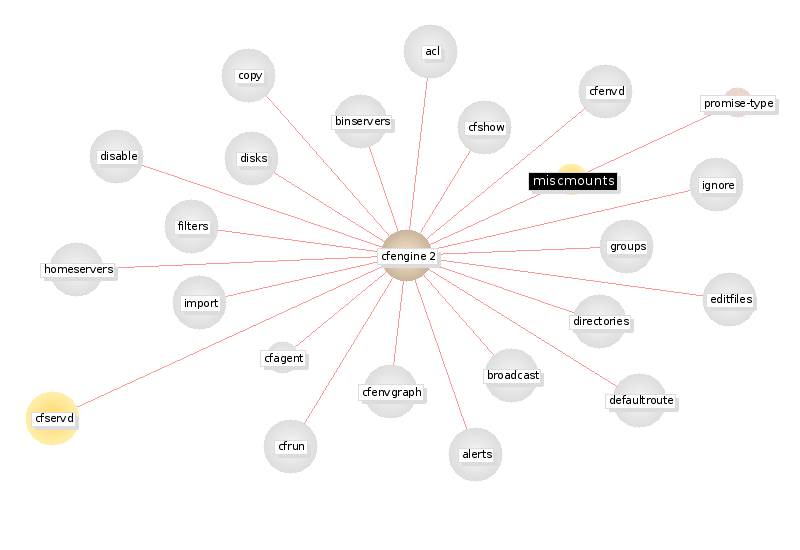 acl
copy
cfenvd
promise-type
binservers
cfshow
disable
disks
miscmounts
ignore
filters
groups
cfengine 2
homeservers
import
editfiles
directories
cfagent
broadcast
cfenvgraph
defaultroute
cfservd
cfrun
alerts